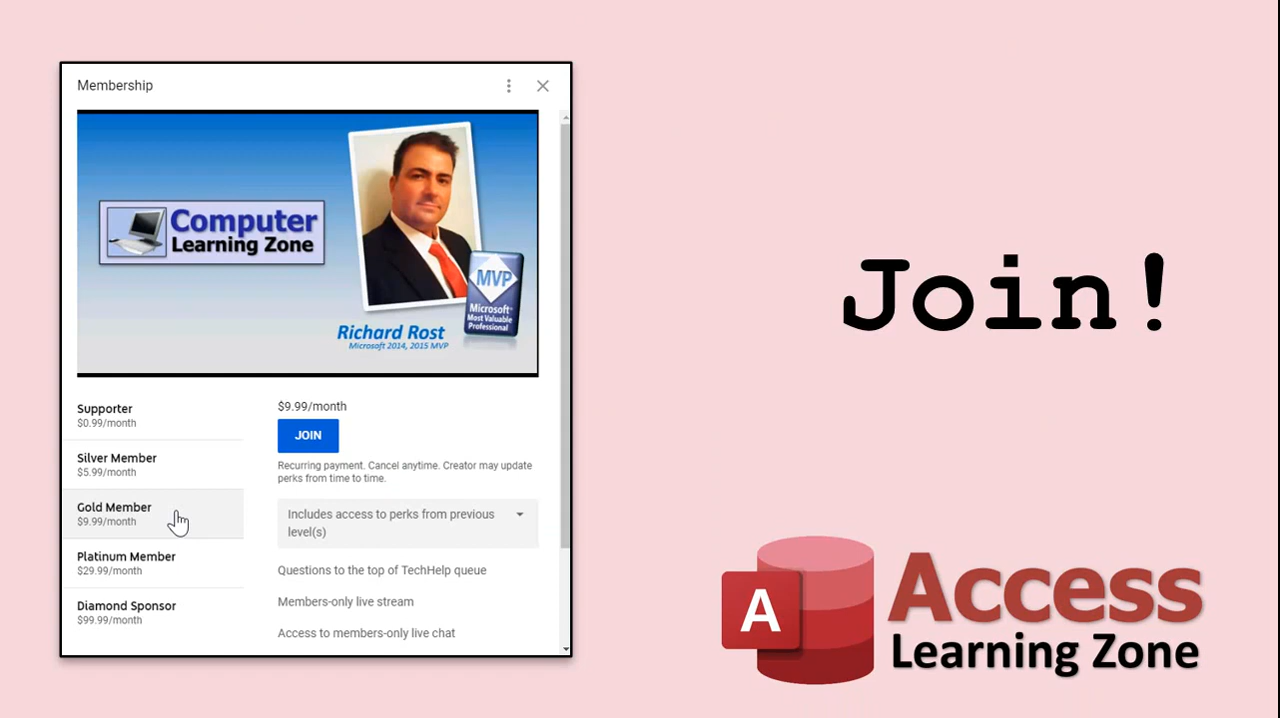 Membership
Computer
Learning Zone
MVP
Microsoft®
Most Valuable
Professional
Richard Rost
Microsoft 2014, 2015 MVP
Supporter
$0.99/month
Silver Member
$5.99/month
Gold Member
$9.99/month
Platinum Member
$29.99/month
Diamond Sponsor
$99.99/month
$9.99/month
JOIN
Recurring payment. Cancel anytime. Creator may update
perks from time to time.
Includes access to perks from previous
level(s)
Questions to the top of TechHelp queue
Members-only live stream
Access to members-only live chat
Join!
A
Access
Learning Zone